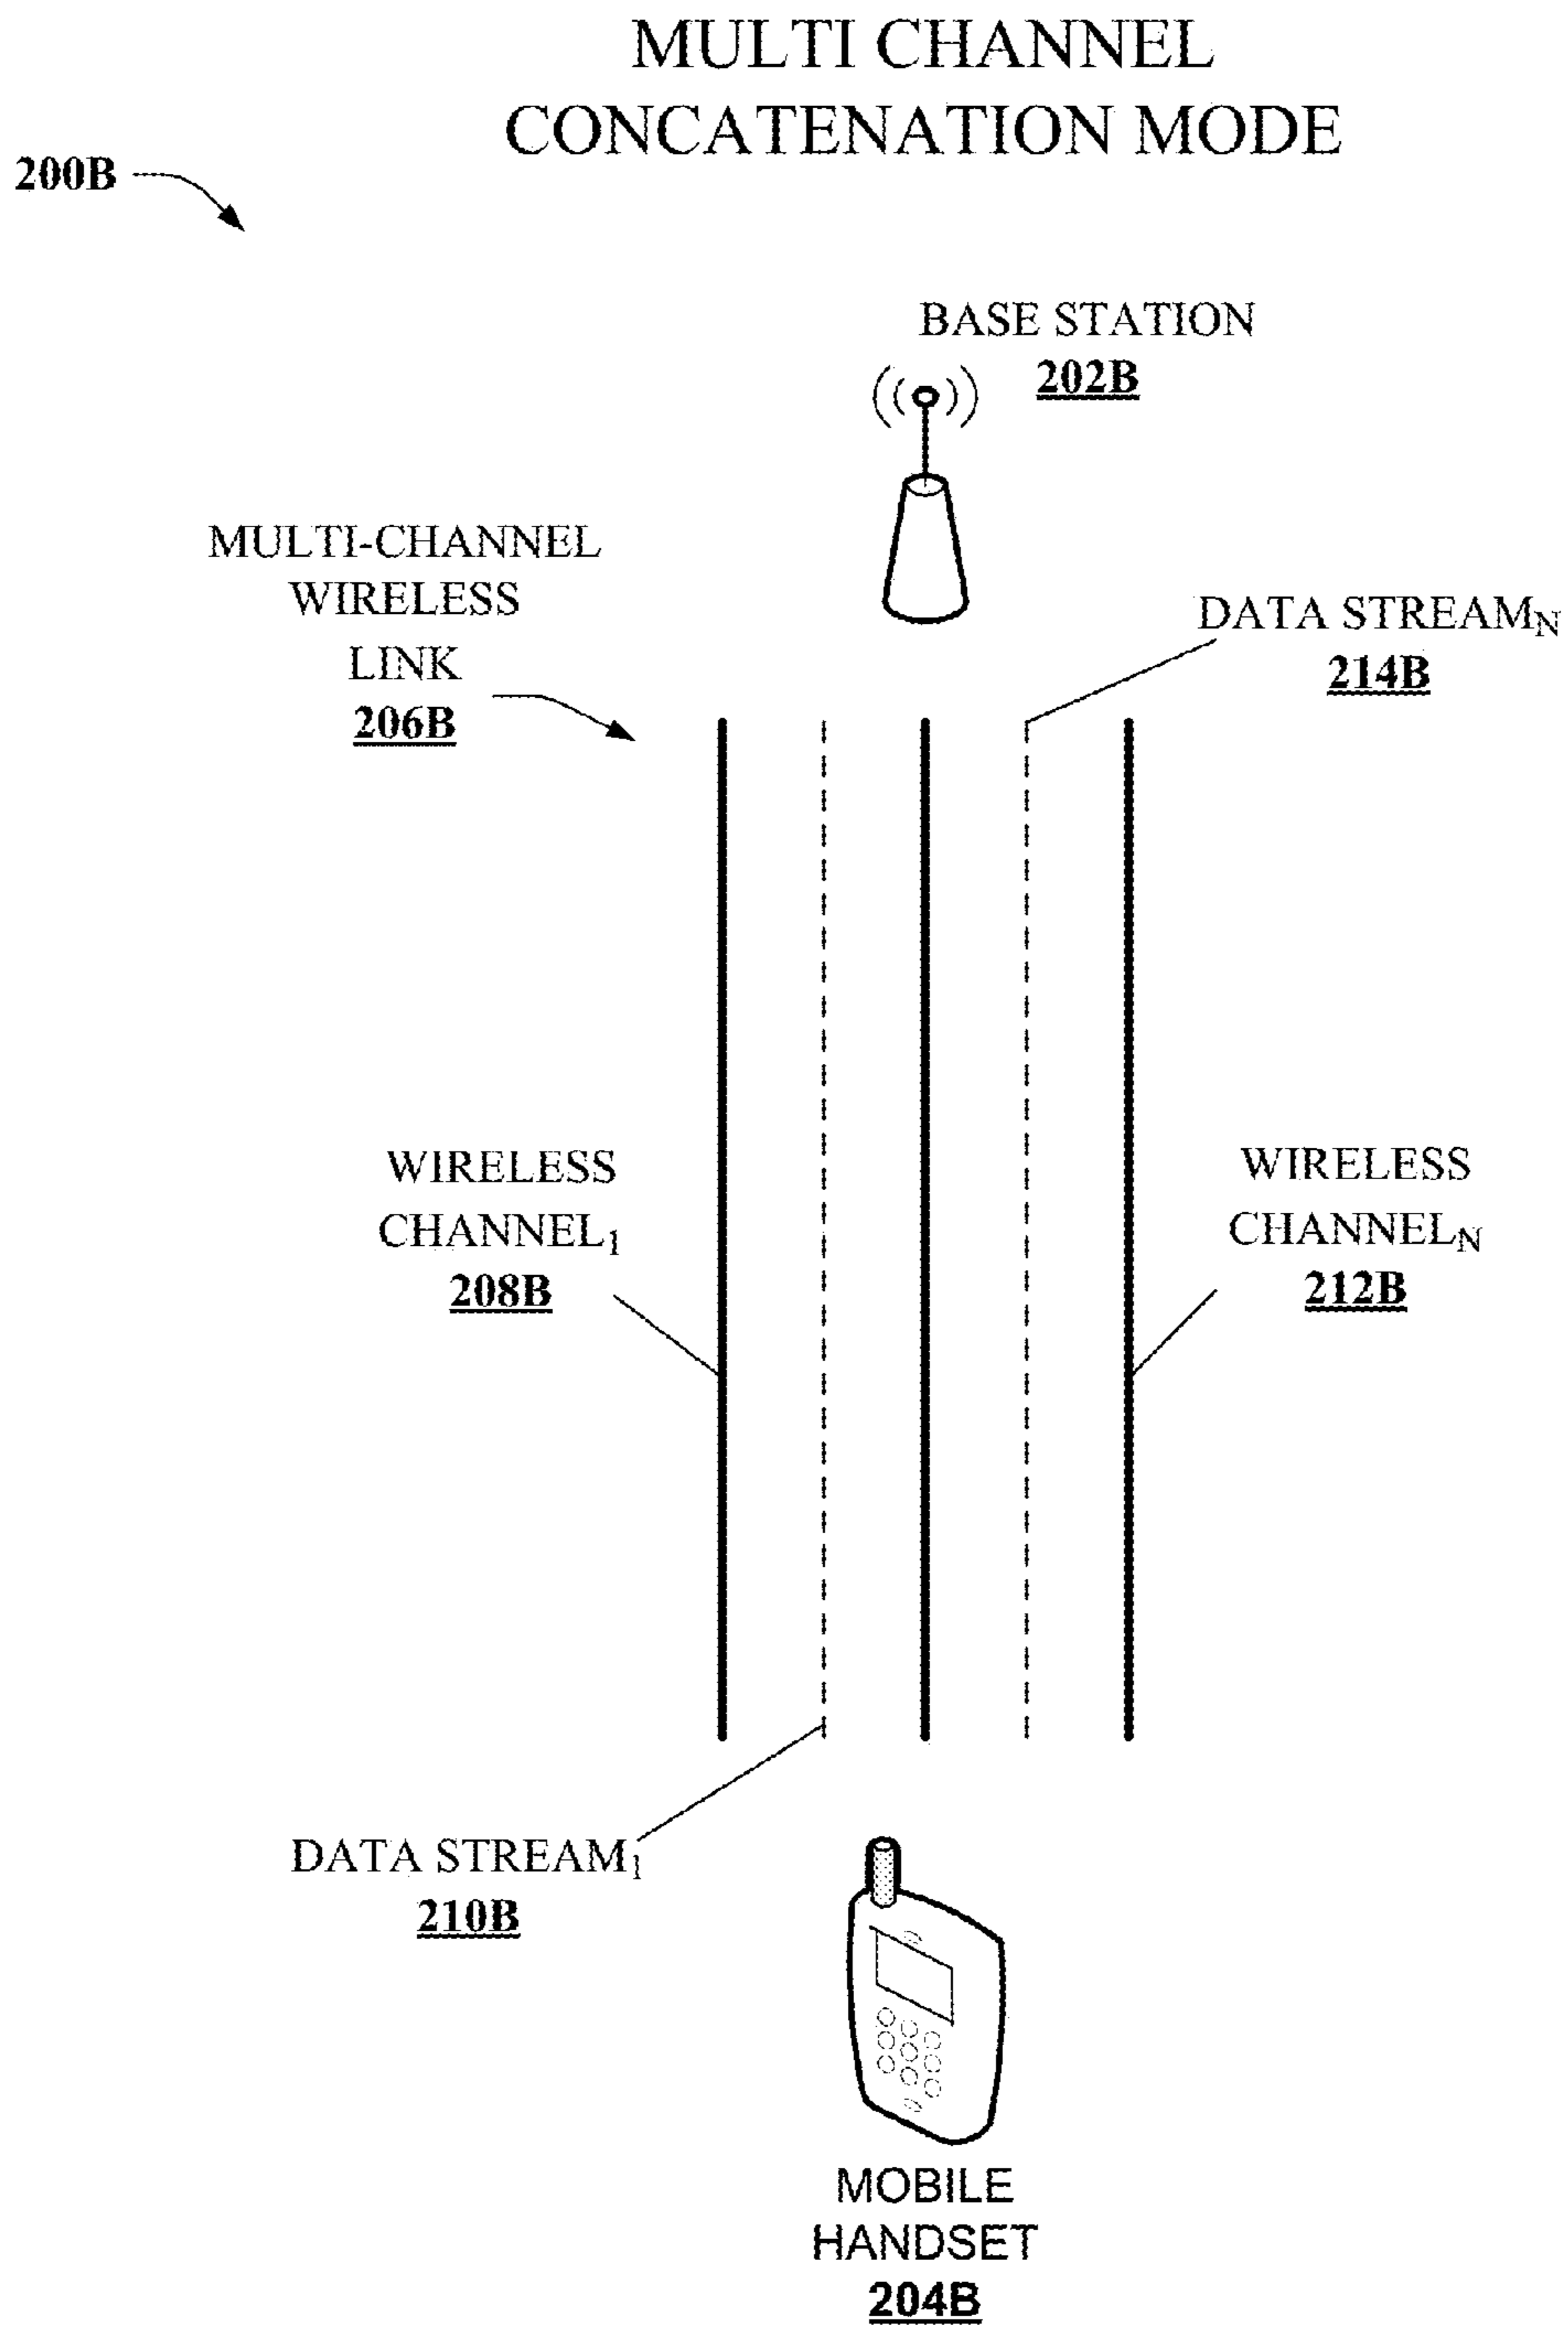 MULTI CHANNEL
CONCATENATION MODE
200B
BASE STATION
202B
MULTI-CHANNEL
WIRELESS
LINK
206B
DATA STREAMN
214B
WIRELESS
CHANNEL1
208B
WIRELESS
CHANNELN
212B
DATA STREAM1
210B
MOBILE
HANDSET
204B